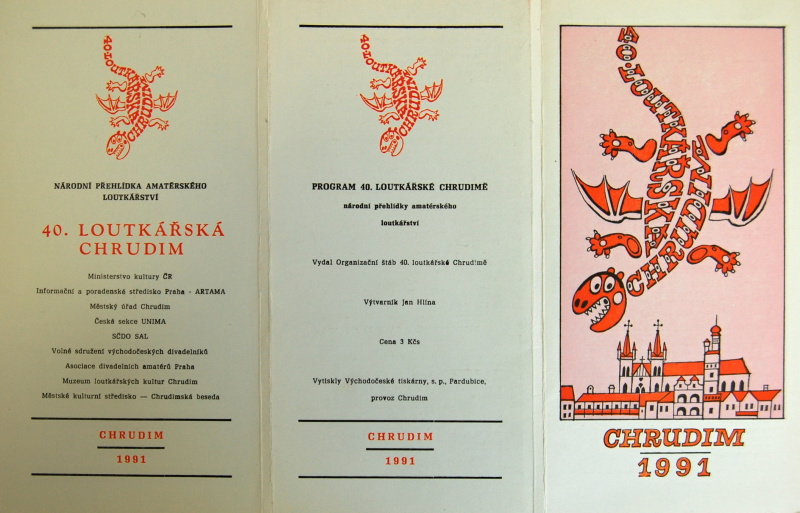 40. LOUTKÁŘSKÁ CHRUDIM
NÁRODNÍ PŘEHLÍDKA AMATÉRSKÉHO
LOUTKÁŘSTVÍ
40. LOUTKÁŘSKÁ
CHRUDIM
Ministerstvo kultury ČR
Informační a poradenské středisko Praha - ARTAMA
Městský úřad Chrudim
České sekce UNIMA
SČDO SAL
Volné sdružení východočeských divadelníků
Asociace divadelních amatérů Praha
Muzeum loutkářských kultur Chrudim
Městské kulturní středisko — Chrudimská beseda
CHRUDIM
1991
40. LOUTKÁŘSKÁ CHRUDIM
PROGRAM 40. LOUTKÁŘSKÉ CHRUDIMĚ
národní přehlídky amatérského
loutkářství
Vydal Organizační štáb 40. loutkářské Chrudimě
Výtvarník Jan Hlína
Cena 3 Kčs
Vytiskly Východočeské tiskárny, s. p., Pardubice,
provoz Chrudim
CHRUDIM
1991
40. LOUTKÁŘSKÁ CHRUDIM
CHRUDIM
1991